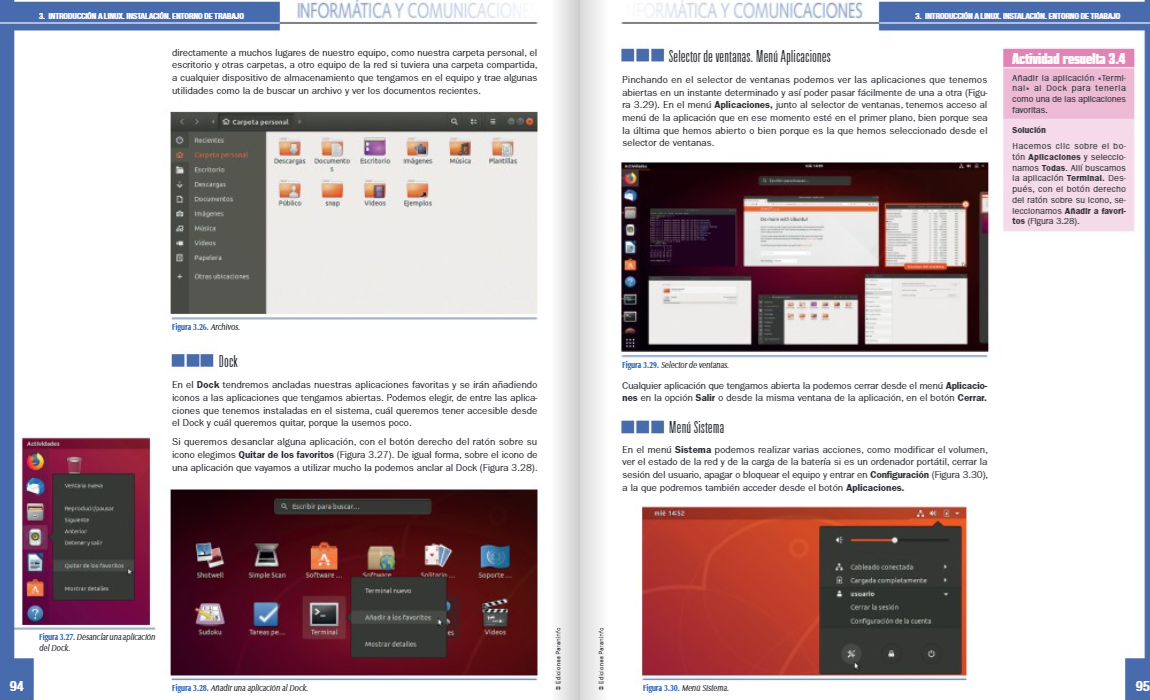 3. INTRODUCCIÓN A LINUX. INSTALACIÓN. ENTORNO DE TRABAJO
INFORMÁTICA Y COMUNICACIONES
directamente a muchos lugares de nuestro equipo, como nuestra carpeta personal, el
escritorio y otras carpetas, a otro equipo de la red si tuviera una carpeta compartida,
a cualquier dispositivo de almacenamiento que tengamos en el equipo y trae algunas
utilidades como la de buscar un archivo y ver los documentos recientes.
Carpeta personal
Recientes
Carpeta personal
Escritorio
Descargas
Documentos
Imágenes
Música
Vídeos
Papelera
+ Otras ubicaciones
Descargas
Documento
s
Escritorio
Imágenes
Música
Plantillas
Público
snap
Vídeos
Ejemplos
Figura 3.26. Archivos.
Dock
En el Dock tendremos ancladas nuestras aplicaciones favoritas y se irán añadiendo
iconos a las aplicaciones que tengamos abiertas. Podemos elegir, de entre las aplica-
ciones que tenemos instaladas en el sistema, cuál queremos tener accesible desde
el Dock y cuál queremos quitar, porque la usemos poco.
Si queremos desanclar alguna aplicación, con el botón derecho del ratón sobre su
icono elegimos Quitar de los favoritos (Figura 3.27). De igual forma, sobre el icono de
una aplicación que vayamos a utilizar mucho la podemos anclar al Dock (Figura 3.28).
Actividades
Ventana nueva
Reproducir/pausar
Siguiente
Anterior
Detener y salir
Quitar de los favoritos
Mostrar detalles
Figura 3.27. Desanclar una aplicación
del Dock.
Escribir para buscar...
Shotwell
Simple Scan
Software ...
Software
Solitario
Soporte ...
Sudoku
Tareas pe...
Terminal
es
Vídeos
Terminal nuevo
Añadir a los favoritos
Mostrar detalles
Figura 3.28. Añadir una aplicación al Dock.
94
© Ediciones Paraninfo
INFORMÁTICA Y COMUNICACIONES
3. INTRODUCCIÓN A LINUX. INSTALACIÓN. ENTORNO DE TRABAJO
Selector de ventanas. Menú Aplicaciones
Pinchando en el selector de ventanas podemos ver las aplicaciones que tenemos
abiertas en un instante determinado y así poder pasar fácilmente de una a otra (Figu-
ra 3.29). En el menú Aplicaciones, junto al selector de ventanas, tenemos acceso al
menú de la aplicación que en ese momento esté en el primer plano, bien porque sea
la última que hemos abierto o bien porque es la que hemos seleccionado desde el
selector de ventanas.
Actividades
Escribir para buscar...
Do more with Ubuntu
Figura 3.29. Selector de ventanas.
Cualquier aplicación que tengamos abierta la podemos cerrar desde el menú Aplicacio-
nes en la opción Salir o desde la misma ventana de la aplicación, en el botón Cerrar.
Menú Sistema
En el menú Sistema podemos realizar varias acciones, como modificar el volumen,
ver el estado de la red y de la carga de la batería si es un ordenador portátil, cerrar la
sesión del usuario, apagar o bloquear el equipo y entrar en Configuración (Figura 3.30),
a la que podremos también acceder desde el botón Aplicaciones.
mié 14:52
Cableado conectada
Cargada completamente
usuario
Cerrar la sesión
Configuración de la cuenta
Figura 3.30. Menú Sistema.
Actividad resuelta 3.4
Añadir la aplicación «Termi-
nal» al Dock para tenerla
como una de las aplicaciones
favoritas.
Solución
Hacemos clic sobre el bo-
tón Aplicaciones y seleccio-
namos Todas. Allí buscamos
la aplicación Terminal. Des-
pués, con el botón derecho
del ratón sobre su icono, se-
leccionamos Añadir a favori-
tos (Figura 3.28).
© Ediciones Paraninfo
95